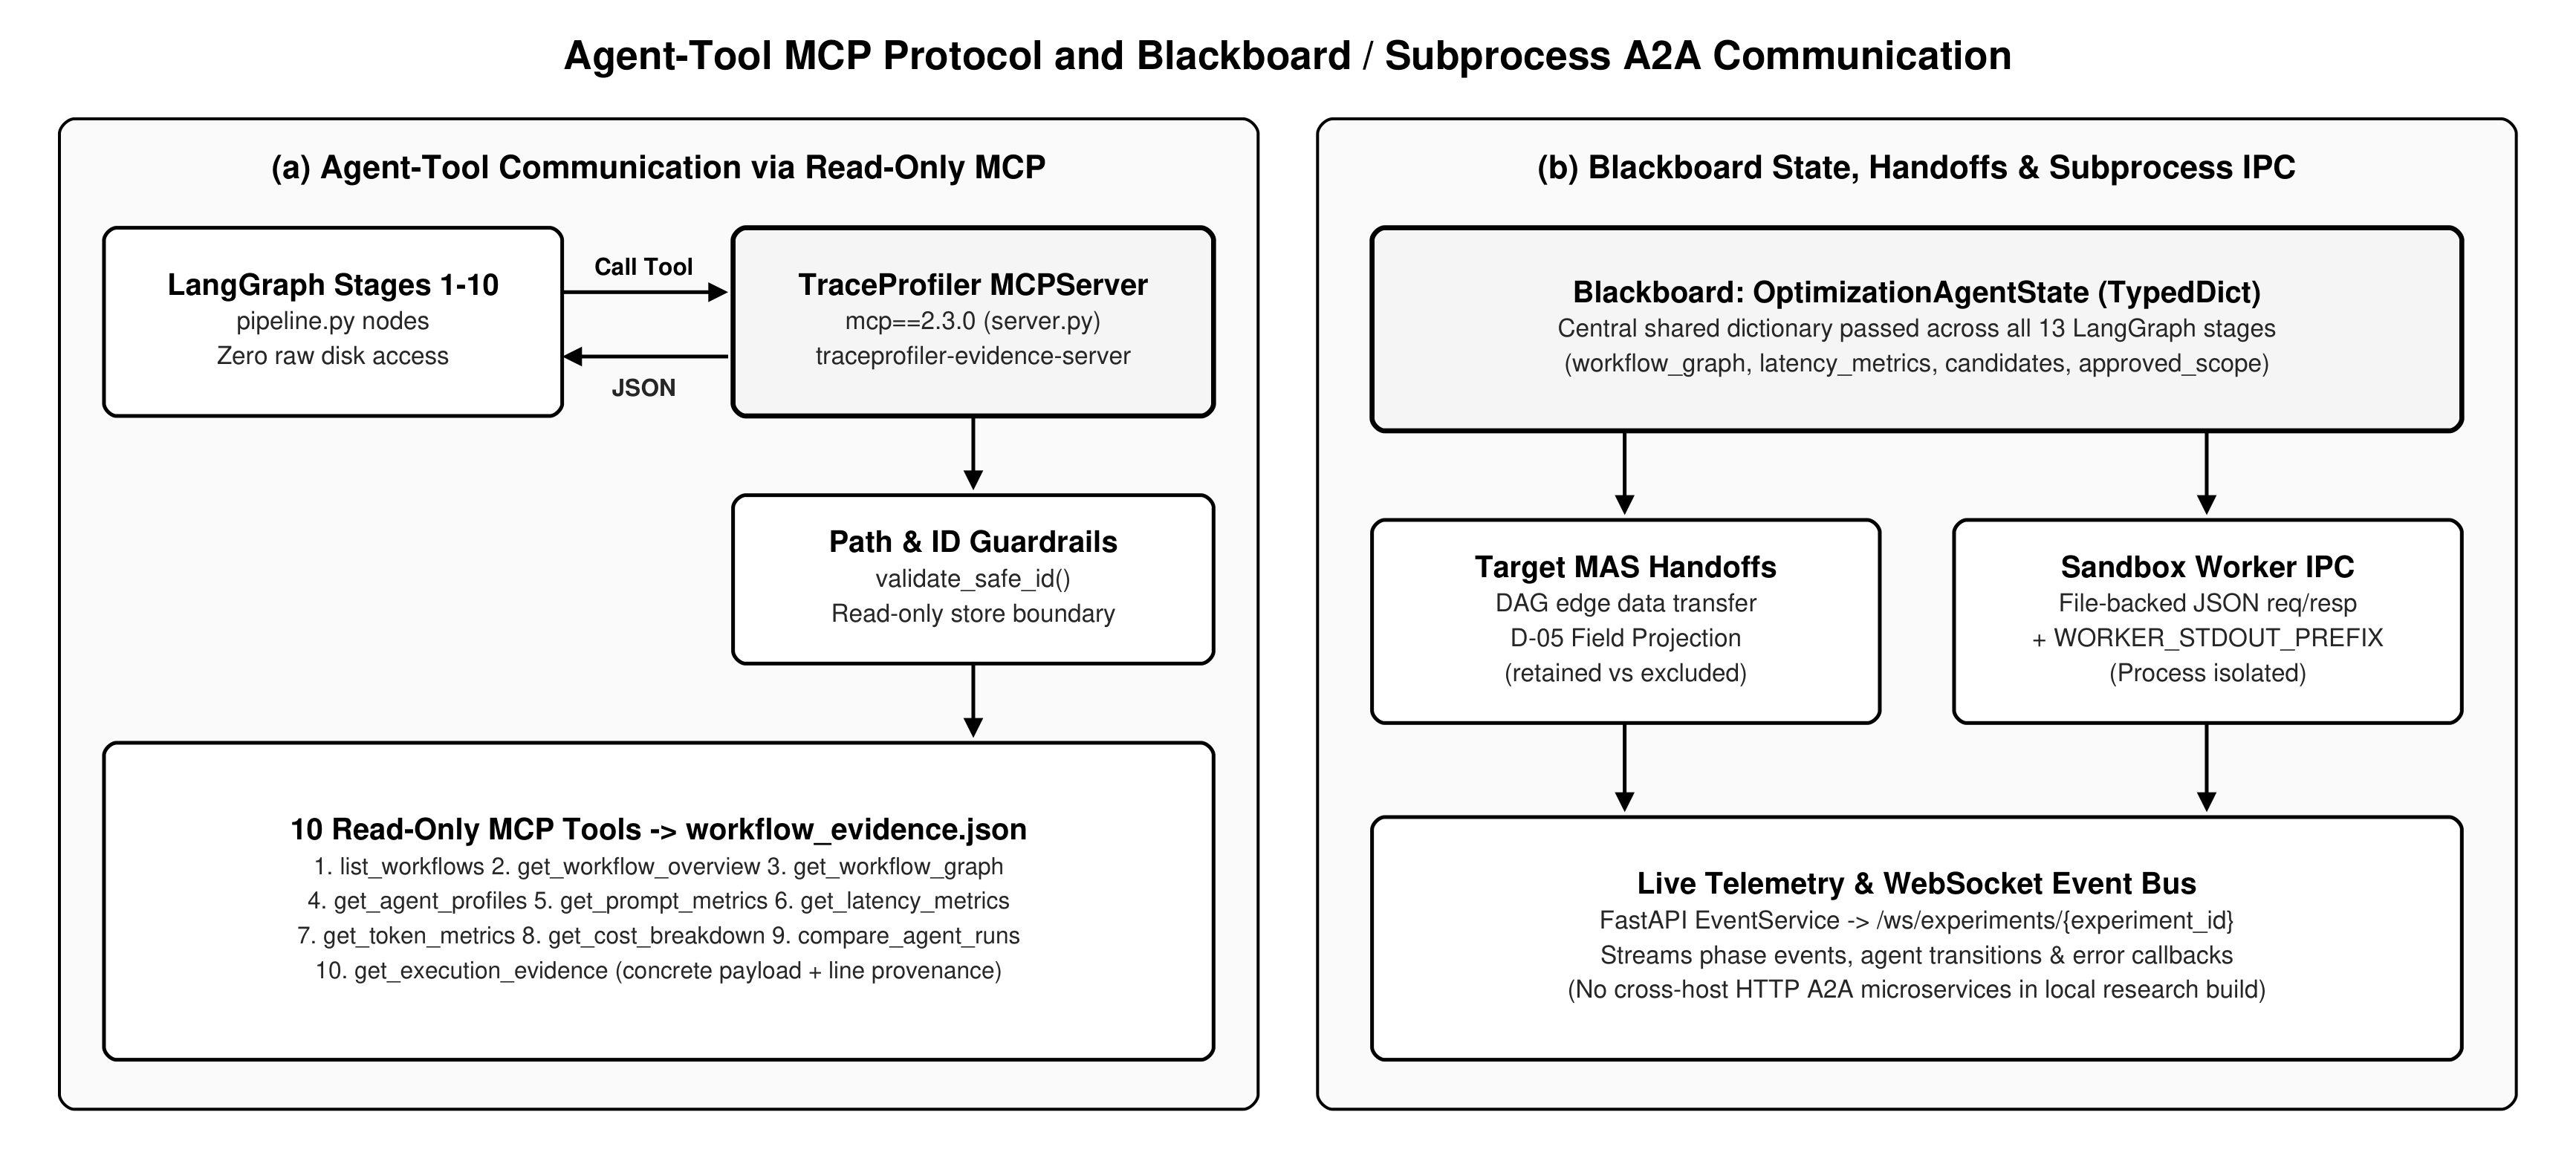 Agent-Tool MCP Protocol and Blackboard / Subprocess A2A Communication
(a) Agent-Tool Communication via Read-Only MCP
LangGraph Stages 1-10
pipeline.py nodes
Zero raw disk access
Call Tool
JSON
TraceProfiler MCPServer
mcp==2.3.0 (server.py)
traceprofiler-evidence-server
Path & ID Guardrails
validate_safe_id()
Read-only store boundary
10 Read-Only MCP Tools -> workflow_evidence.json
1. list_workflows 2. get_workflow_overview 3. get_workflow_graph
4. get_agent_profiles 5. get_prompt_metrics 6. get_latency_metrics
7. get_token_metrics 8. get_cost_breakdown 9. compare_agent_runs
10. get_execution_evidence (concrete payload + line provenance)
(b) Blackboard State, Handoffs & Subprocess IPC
Blackboard: OptimizationAgentState (TypedDict)
Central shared dictionary passed across all 13 LangGraph stages
(workflow_graph, latency_metrics, candidates, approved_scope)
Target MAS Handoffs
DAG edge data transfer
D-05 Field Projection
(retained vs excluded)
Sandbox Worker IPC
File-backed JSON req/resp
+ WORKER_STDOUT_PREFIX
(Process isolated)
Live Telemetry & WebSocket Event Bus
FastAPI EventService -> /ws/experiments/{experiment_id}
Streams phase events, agent transitions & error callbacks
(No cross-host HTTP A2A microservices in local research build)